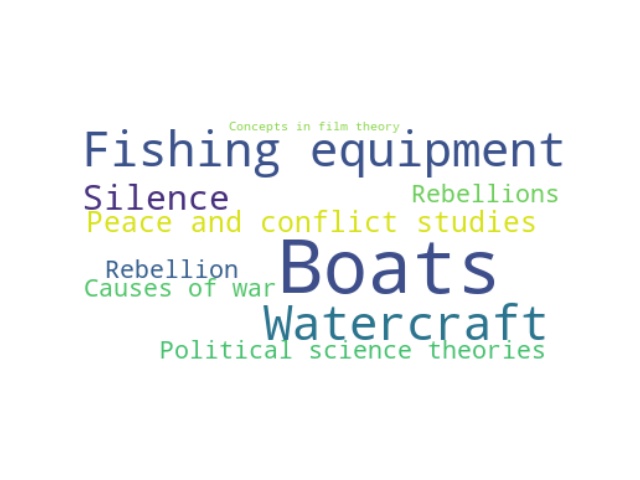 Concepts in film theory
Fishing equipment
Silence
Rebellions
Peace and conflict studies
Boats
Rebellion
Causes of war
Watercraft
Political science theories